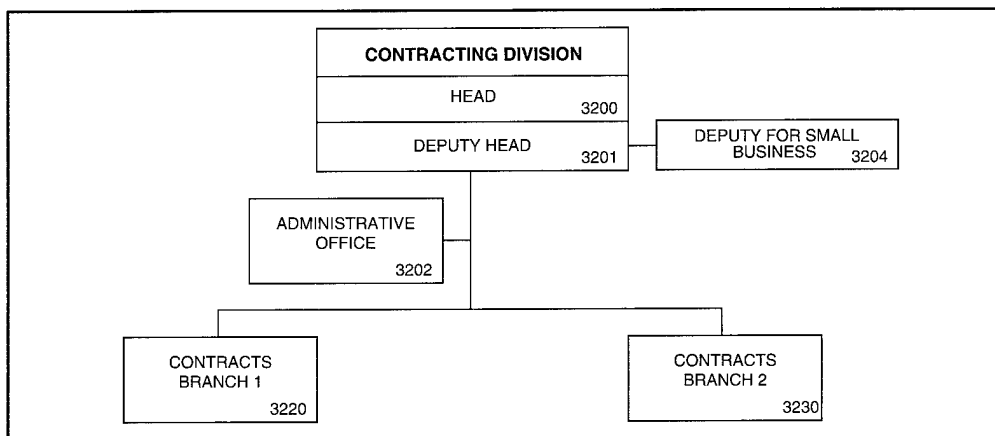 CONTRACTING DIVISION
HEAD
3200
DEPUTY HEAD
3201
DEPUTY FOR SMALL
BUSINESS 3204
ADMINISTRATIVE
OFFICE
3202
CONTRACTS
BRANCH 1
3220
CONTRACTS
BRANCH 2
3230